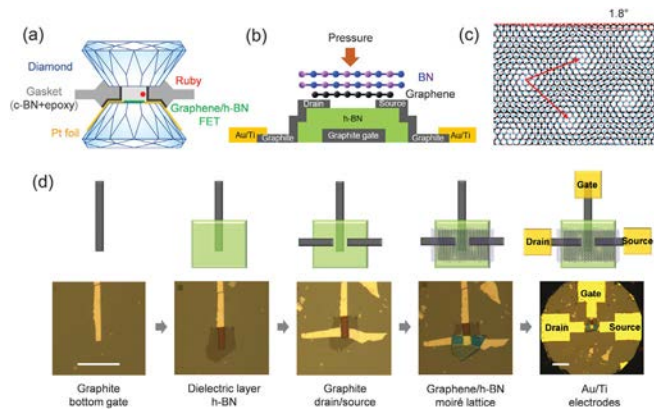 (a)
Diamond
Ruby
Gasket
(c-BN+epoxy)
Graphene/h-BN
FET
Pt foil
(b)
Pressure
BN
Graphene
Drain
Source
h-BN
Au/Ti
Graphite
Graphite gate
Graphite
Au/Ti
(c)
1.8°
(d)
Gate
Drain
Source
Gate
Drain
Source
Graphite
bottom gate
Dielectric layer
h-BN
Graphite
drain/source
Graphene/h-BN
moiré lattice
Au/Ti
electrodes